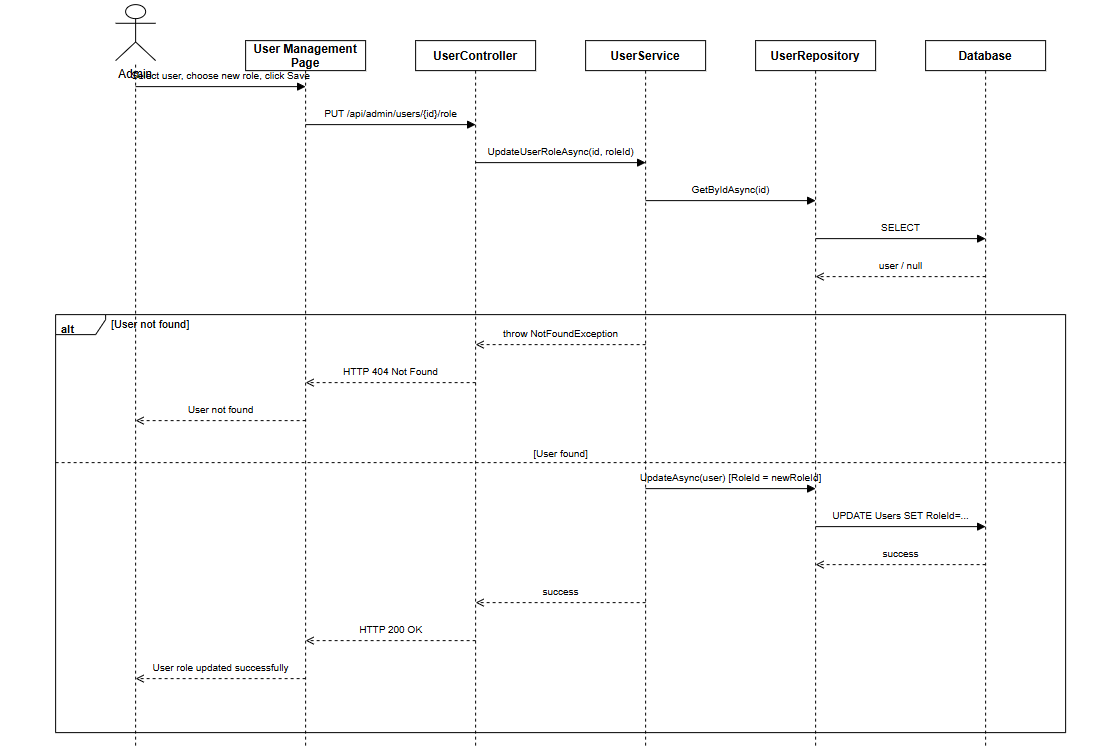 User Management
Page
UserController
UserService
UserRepository
Database
Admin
Select user, choose new role, click Save
PUT /api/admin/users/{id}/role
UpdateUserRoleAsync(id, roleId)
GetByIdAsync(id)
SELECT
user / null
alt
[User not found]
throw NotFoundException
HTTP 404 Not Found
User not found
[User found]
UpdateAsync(user) [RoleId = newRoleId]
UPDATE Users SET RoleId=...
success
success
HTTP 200 OK
User role updated successfully